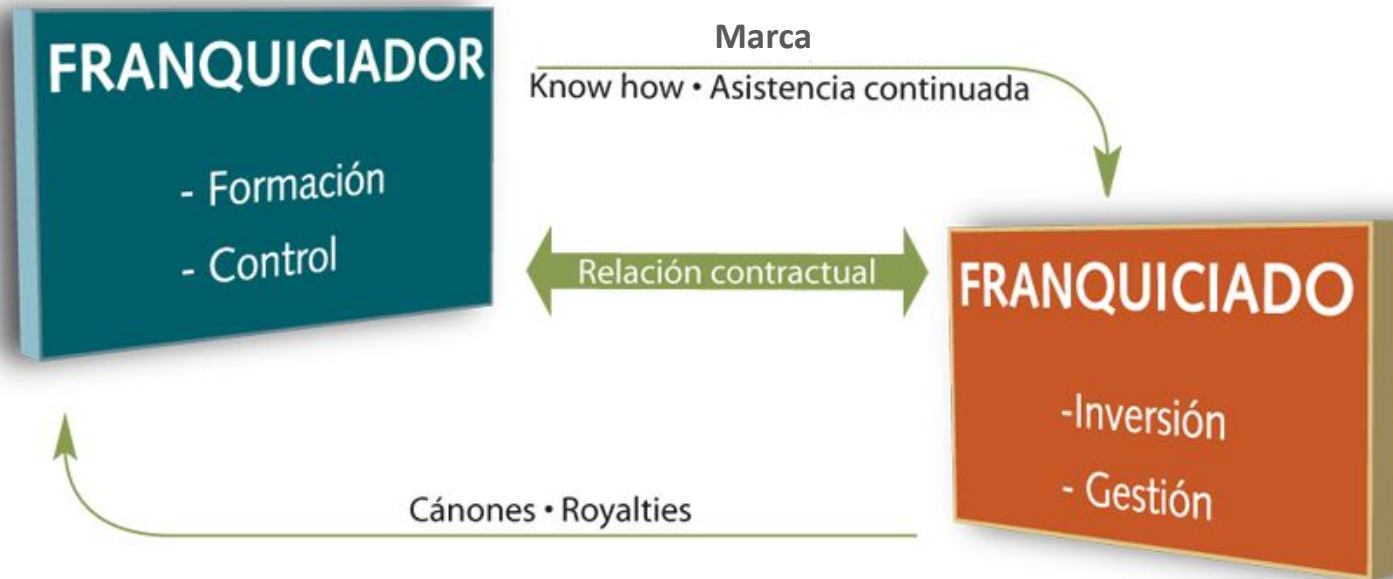 FRANQUICIADOR
- Formación
- Control
Marca
Know how • Asistencia continuada
Relación contractual
FRANQUICIADO
-Inversión
- Gestión
Cánones • Royalties